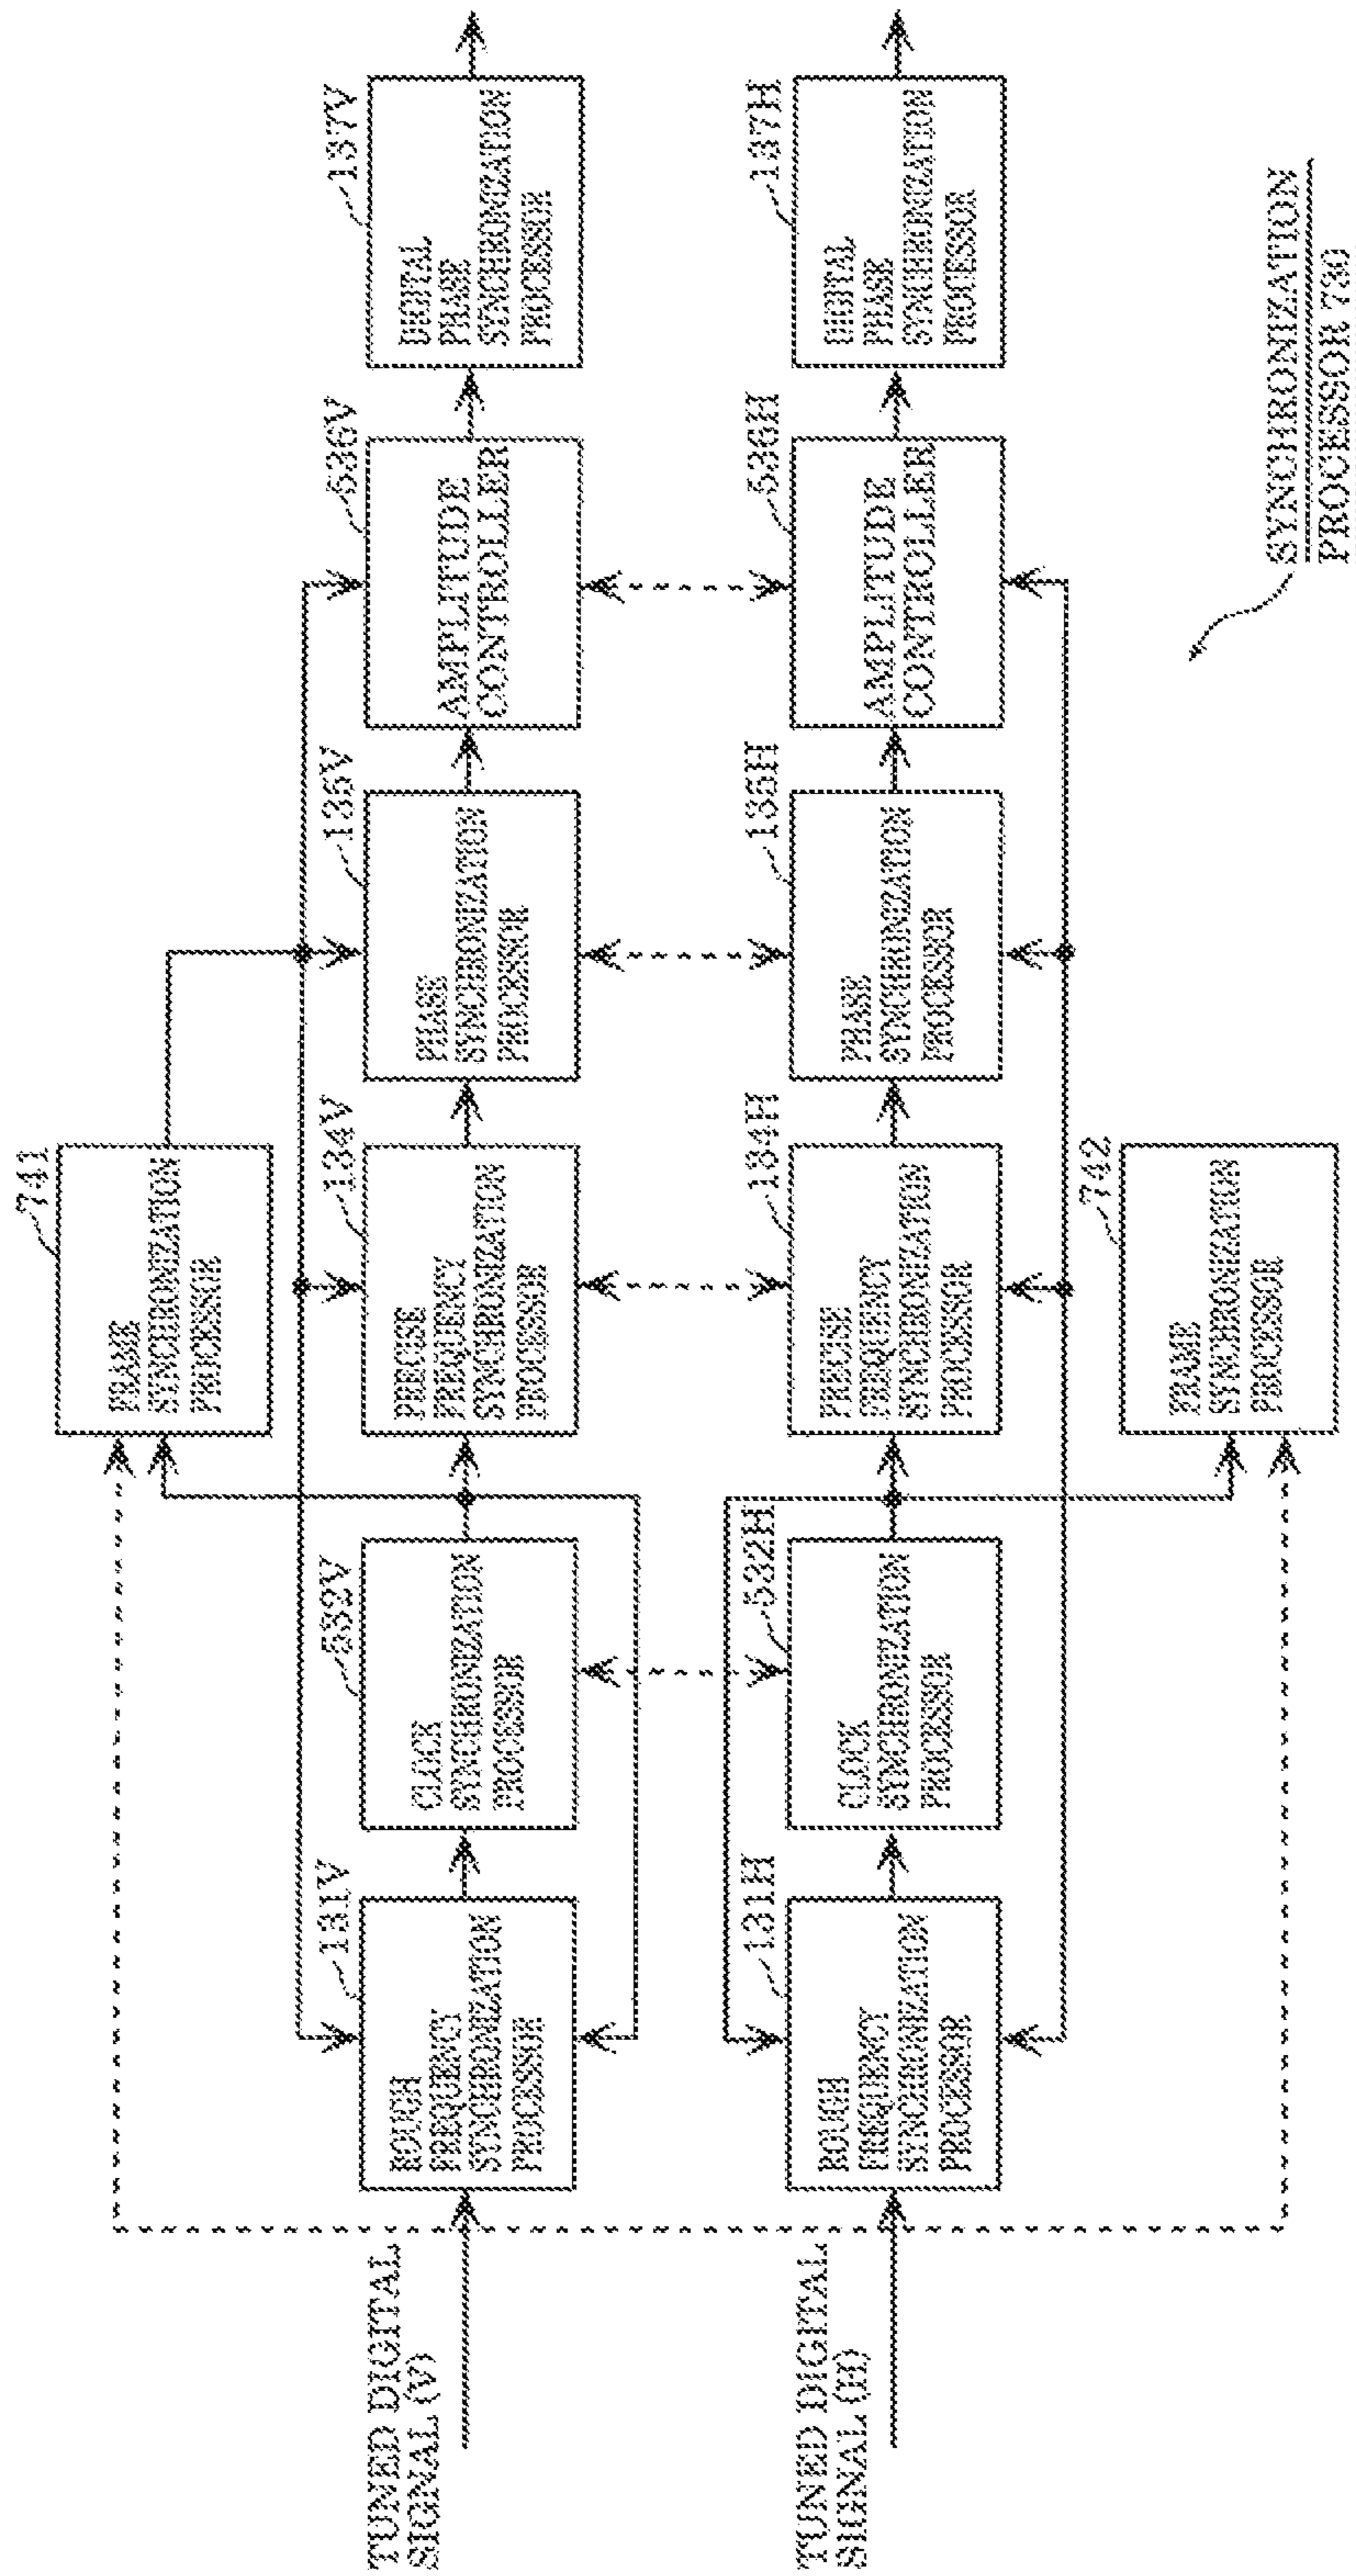 TUNED DIGITAL
SIGNAL (V)
131V
ROUGH
FREQUENCY
SYNCHRONIZATION
PROCESSOR
532V
CLOCK
SYNCHRONIZATION
PROCESSOR
741
FRAME
SYNCHRONIZATION
PROCESSOR
134V
PRECISE
FREQUENCY
SYNCHRONIZATION
PROCESSOR
135V
PHASE
SYNCHRONIZATION
PROCESSOR
536V
AMPLITUDE
CONTROLLER
137V
DIGITAL
PHASE
SYNCHRONIZATION
PROCESSOR
TUNED DIGITAL
SIGNAL (H)
131H
ROUGH
FREQUENCY
SYNCHRONIZATION
PROCESSOR
532H
CLOCK
SYNCHRONIZATION
PROCESSOR
134H
PRECISE
FREQUENCY
SYNCHRONIZATION
PROCESSOR
135H
PHASE
SYNCHRONIZATION
PROCESSOR
536H
AMPLITUDE
CONTROLLER
137H
DIGITAL
PHASE
SYNCHRONIZATION
PROCESSOR
742
FRAME
SYNCHRONIZATION
PROCESSOR
SYNCHRONIZATION
PROCESSOR 730